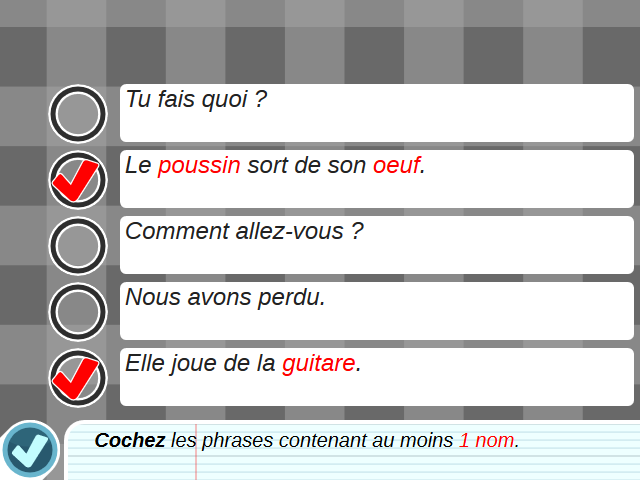 Tu fais quoi ?
Le poussin sort de son oeuf.
Comment allez-vous ?
Nous avons perdu.
Elle joue de la guitare.
Cochez les phrases contenant au moins 1 nom.